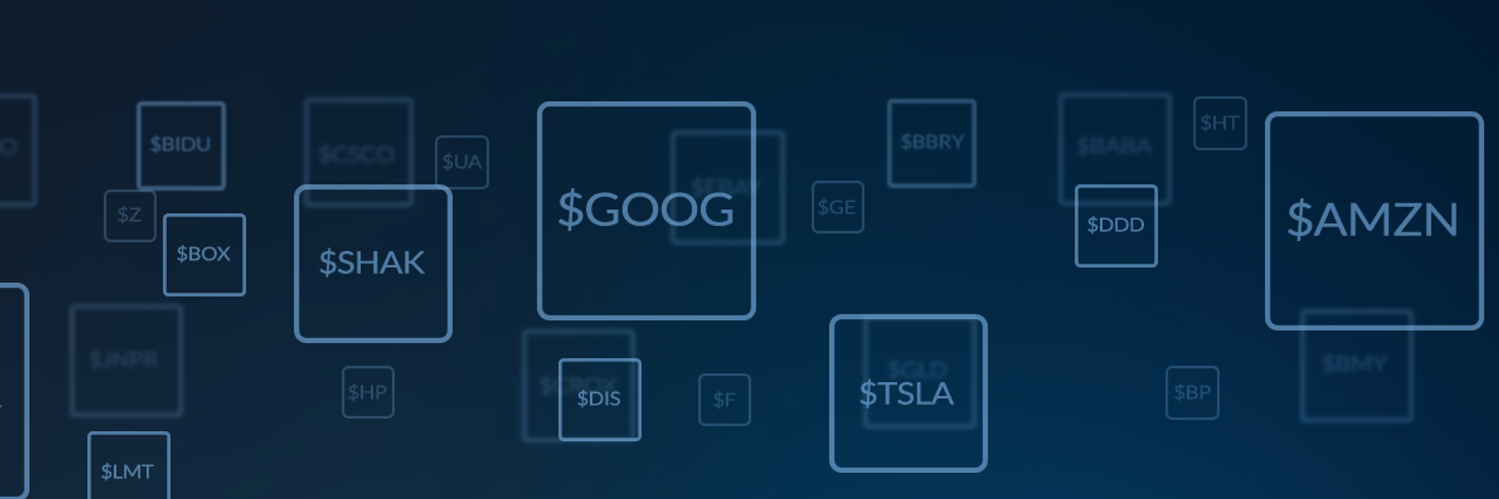 $BIDU
$CSCO
$UA
$GOOG
$EBAY
$BBRY
$BABA
$HT
$AMZN
$Z
$BOX
$SHAK
$GE
$DDD
$JNPR
$HP
$CROX
$DIS
$F
$GLD
$TSLA
$BP
$BMY
$LMT